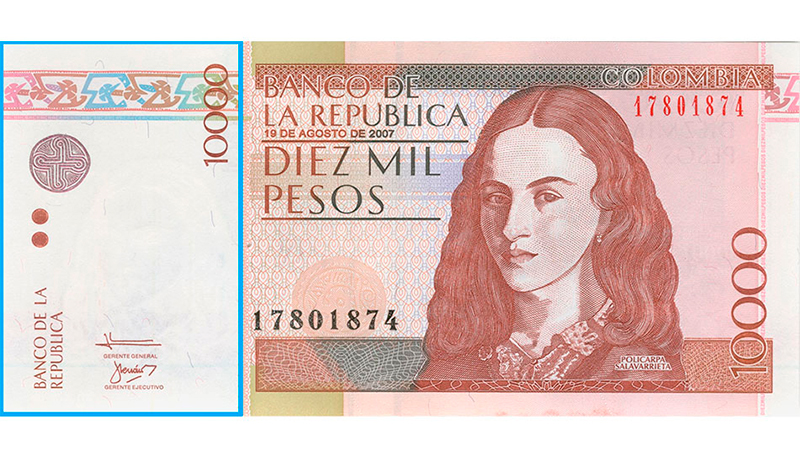 10000
BANCO DE LA
REPUBLICA
GERENTE GENERAL
GERENTE EJECUTIVO
BANCO DE
LA REPUBLICA
19 DE AGOSTO DE 2007
DIEZ MIL
PESOS
COLOMBIA
17801874
17801874
10000
POLICARPA
SALAVARRIETA